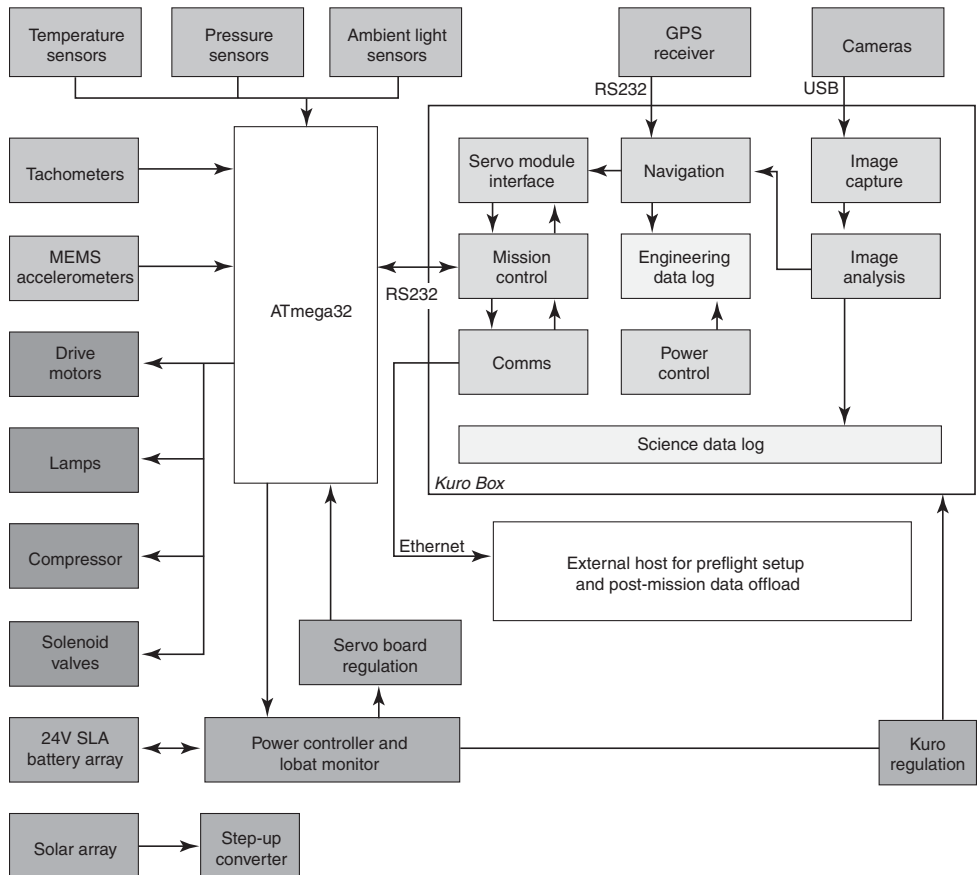 Temperature
sensors
Pressure
sensors
Ambient light
sensors
GPS
receiver
Cameras
RS232
USB
Tachometers
Servo module
interface
Navigation
Image
capture
MEMS
accelerometers
ATmega32
RS232
Mission
control
Engineering
data log
Image
analysis
Drive
motors
Comms
Power
control
Lamps
Science data log
Kuro Box
Compressor
Ethernet
External host for preflight setup
and post-mission data offload
Solenoid
valves
Servo board
regulation
24V SLA
battery array
Power controller and
lobat monitor
Kuro
regulation
Solar array
Step-up
converter